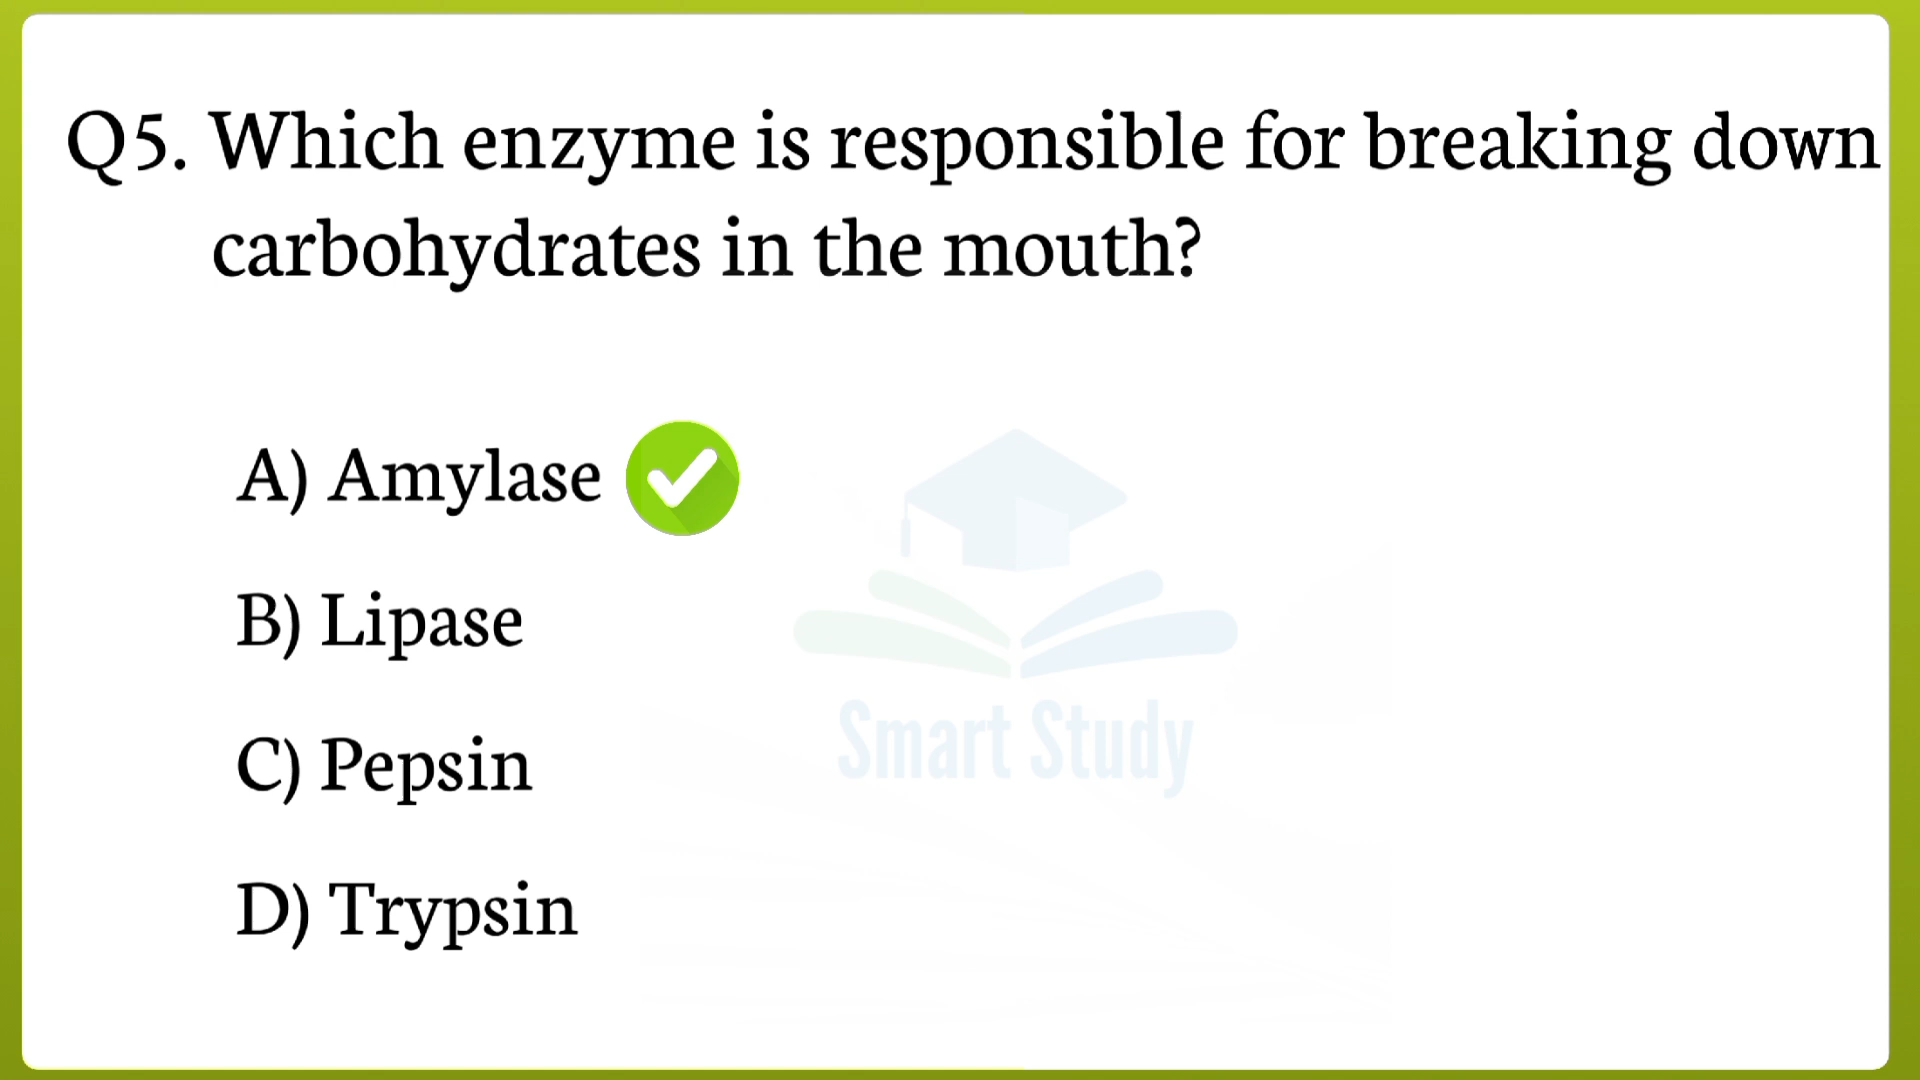 Q5. Which enzyme is responsible for breaking down
carbohydrates in the mouth?
A) Amylase
B) Lipase
Smart Study
C) Pepsin
D) Trypsin